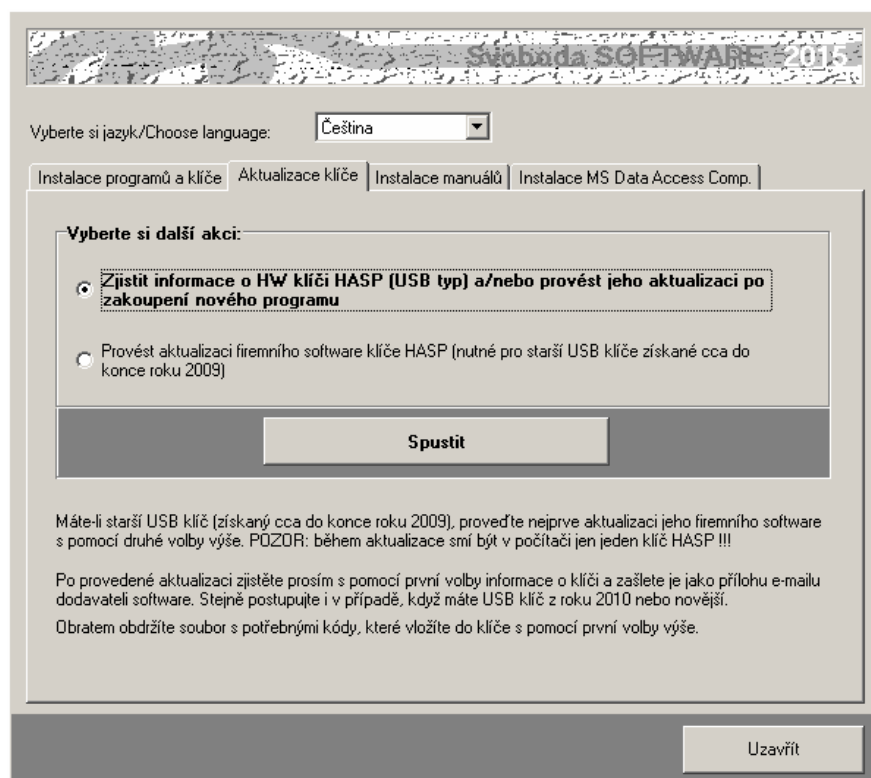 Svoboda SOFTWARE 2015
Vyberte si jazyk/Choose language:
Čeština
Instalace programů a klíče
Aktualizace klíče
Instalace manuálů
Instalace MS Data Access Comp.
Vyberte si další akci:
Zjistit informace o HW klíči HASP (USB typ) a/nebo provést jeho aktualizaci po
zakoupení nového programu
Provést aktualizaci firemního software klíče HASP (nutné pro starší USB klíče získané cca do
konce roku 2009)
Spustit
Máte-li starší USB klíč (získaný cca do konce roku 2009), proveďte nejprve aktualizaci jeho firemního software
s pomocí druhé volby výše. POZOR: během aktualizace smí být v počítači jen jeden klíč HASP !!!
Po provedené aktualizaci zjistěte prosím s pomocí první volby informace o klíči a zašlete je jako přílohu e-mailu
dodavateli software. Stejně postupujte i v případě, když máte USB klíč z roku 2010 nebo novější.
Obratem obdržíte soubor s potřebnými kódy, které vložíte do klíče s pomocí první volby výše.
Uzavřít